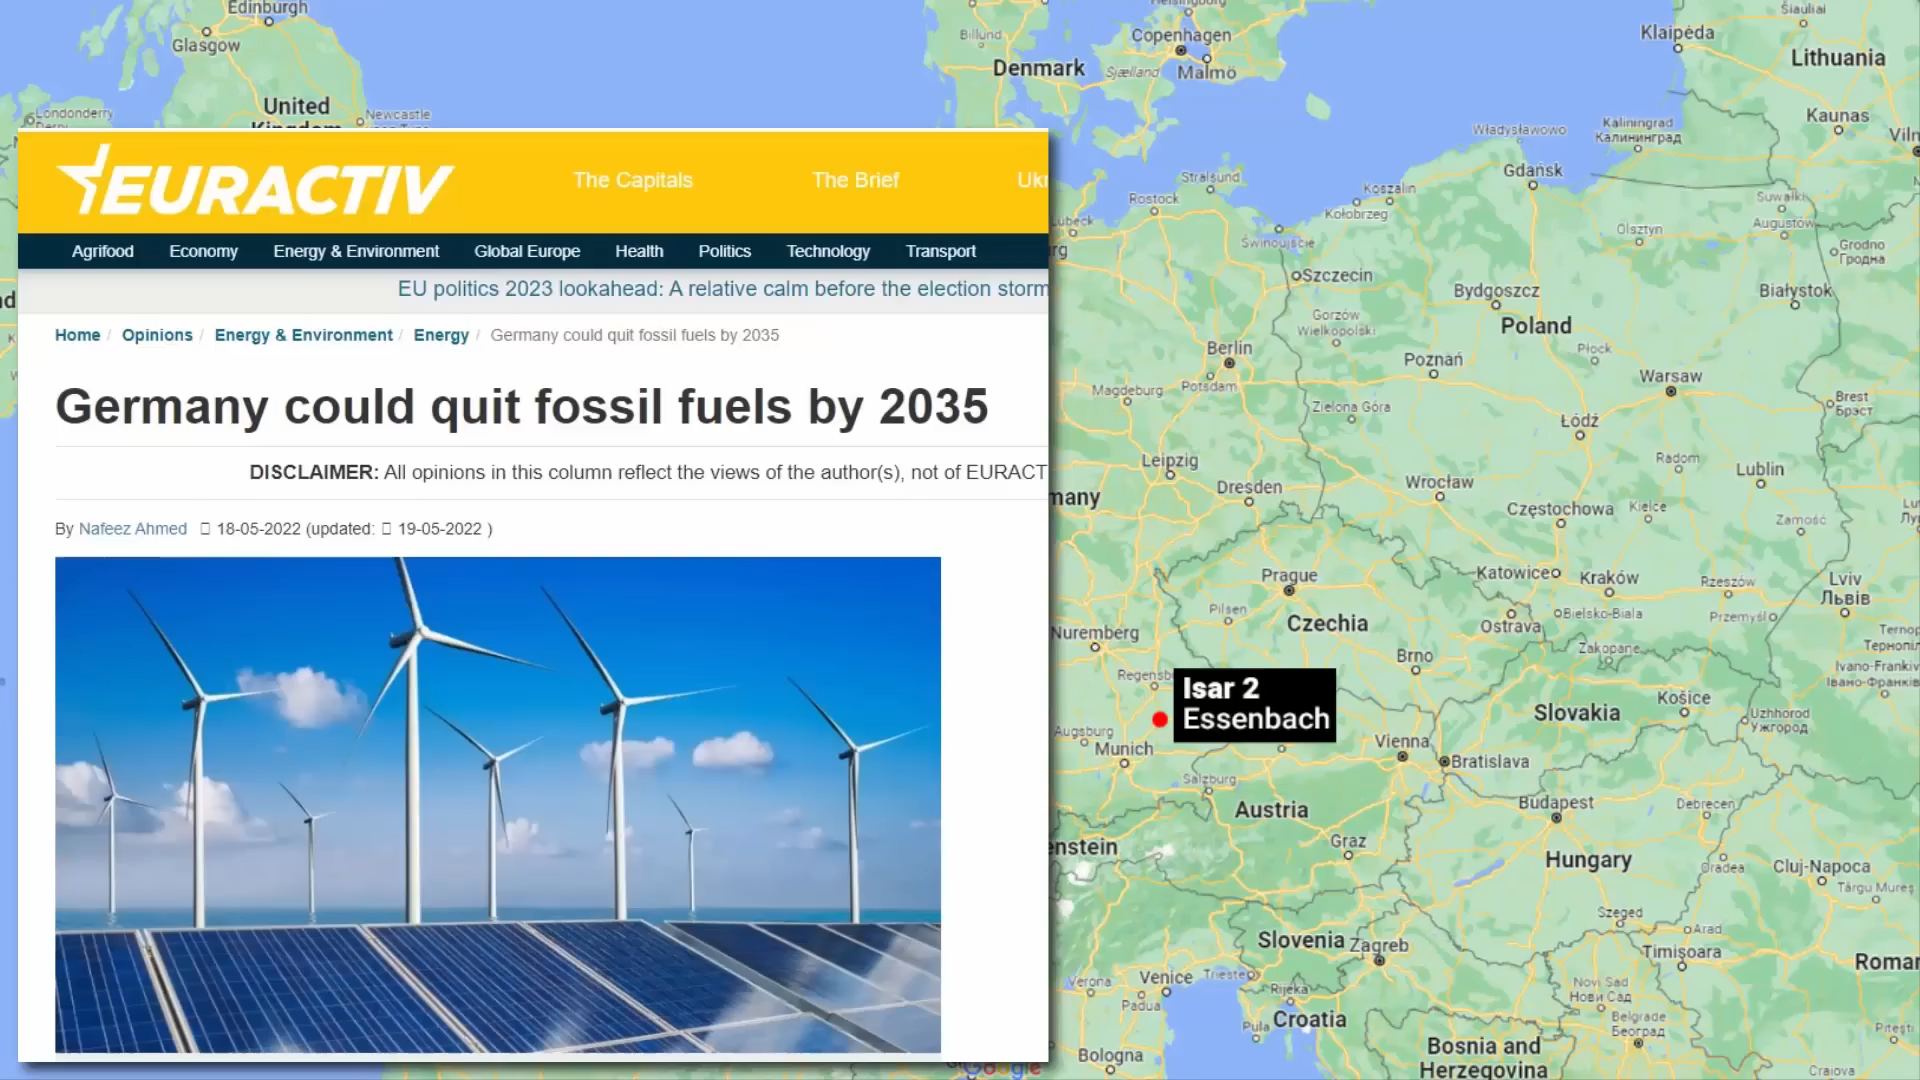 EURACTIV
The Capitals
The Brief
Agrifood
Economy
Energy & Environment
Global Europe
Health
Politics
Technology
Transport
EU politics 2023 lookahead: A relative calm before the election storm
Home / Opinions / Energy & Environment / Energy / Germany could quit fossil fuels by 2035
Germany could quit fossil fuels by 2035
DISCLAIMER: All opinions in this column reflect the views of the author(s), not of EURACT
By Nafeez Ahmed 18-05-2022 (updated: 19-05-2022 )
Isar 2
Essenbach
Edinburgh
Glasgow
United
Londonderry
Newcastle
Denmark
Billund
Copenhagen
Sjælland
Malmö
Šiauliai
Klaipėda
Lithuania
Kaunas
Władysławowo
Kaliningrad
Калининград
Gdańsk
Stralsund
Rostock
Koszalin
Kołobrzeg
Świnoujście
Suwałki
Augustów
Olsztyn
Grodno
Гродна
Szczecin
Bydgoszcz
Białystok
Gorzów
Wielkopolski
Poland
Berlin
Potsdam
Magdeburg
Poznań
Płock
Warsaw
Brest
Брэст
Zielona Góra
Łódź
Leipzig
Dresden
Wrocław
Radom
Lublin
Częstochowa
Kielce
Zamość
Prague
Pilsen
Czechia
Katowice
Kraków
Rzeszów
Lviv
Львів
Bielsko-Biala
Przemyśl
Ostrava
Nuremberg
Brno
Zakopane
Košice
Slovakia
Uzhhorod
Ужгород
Augsburg
Munich
Vienna
Bratislava
Salzburg
Austria
Budapest
Debrecen
Graz
Hungary
Oradea
Cluj-Napoca
Târgu Mureș
Szeged
Arad
Slovenia
Zagreb
Timișoara
Verona
Venice
Trieste
Padua
Rijeka
Novi Sad
Нови Сад
Pula
Croatia
Belgrade
Београд
Bologna
Bosnia and
Herzegovina
Craiova
Google